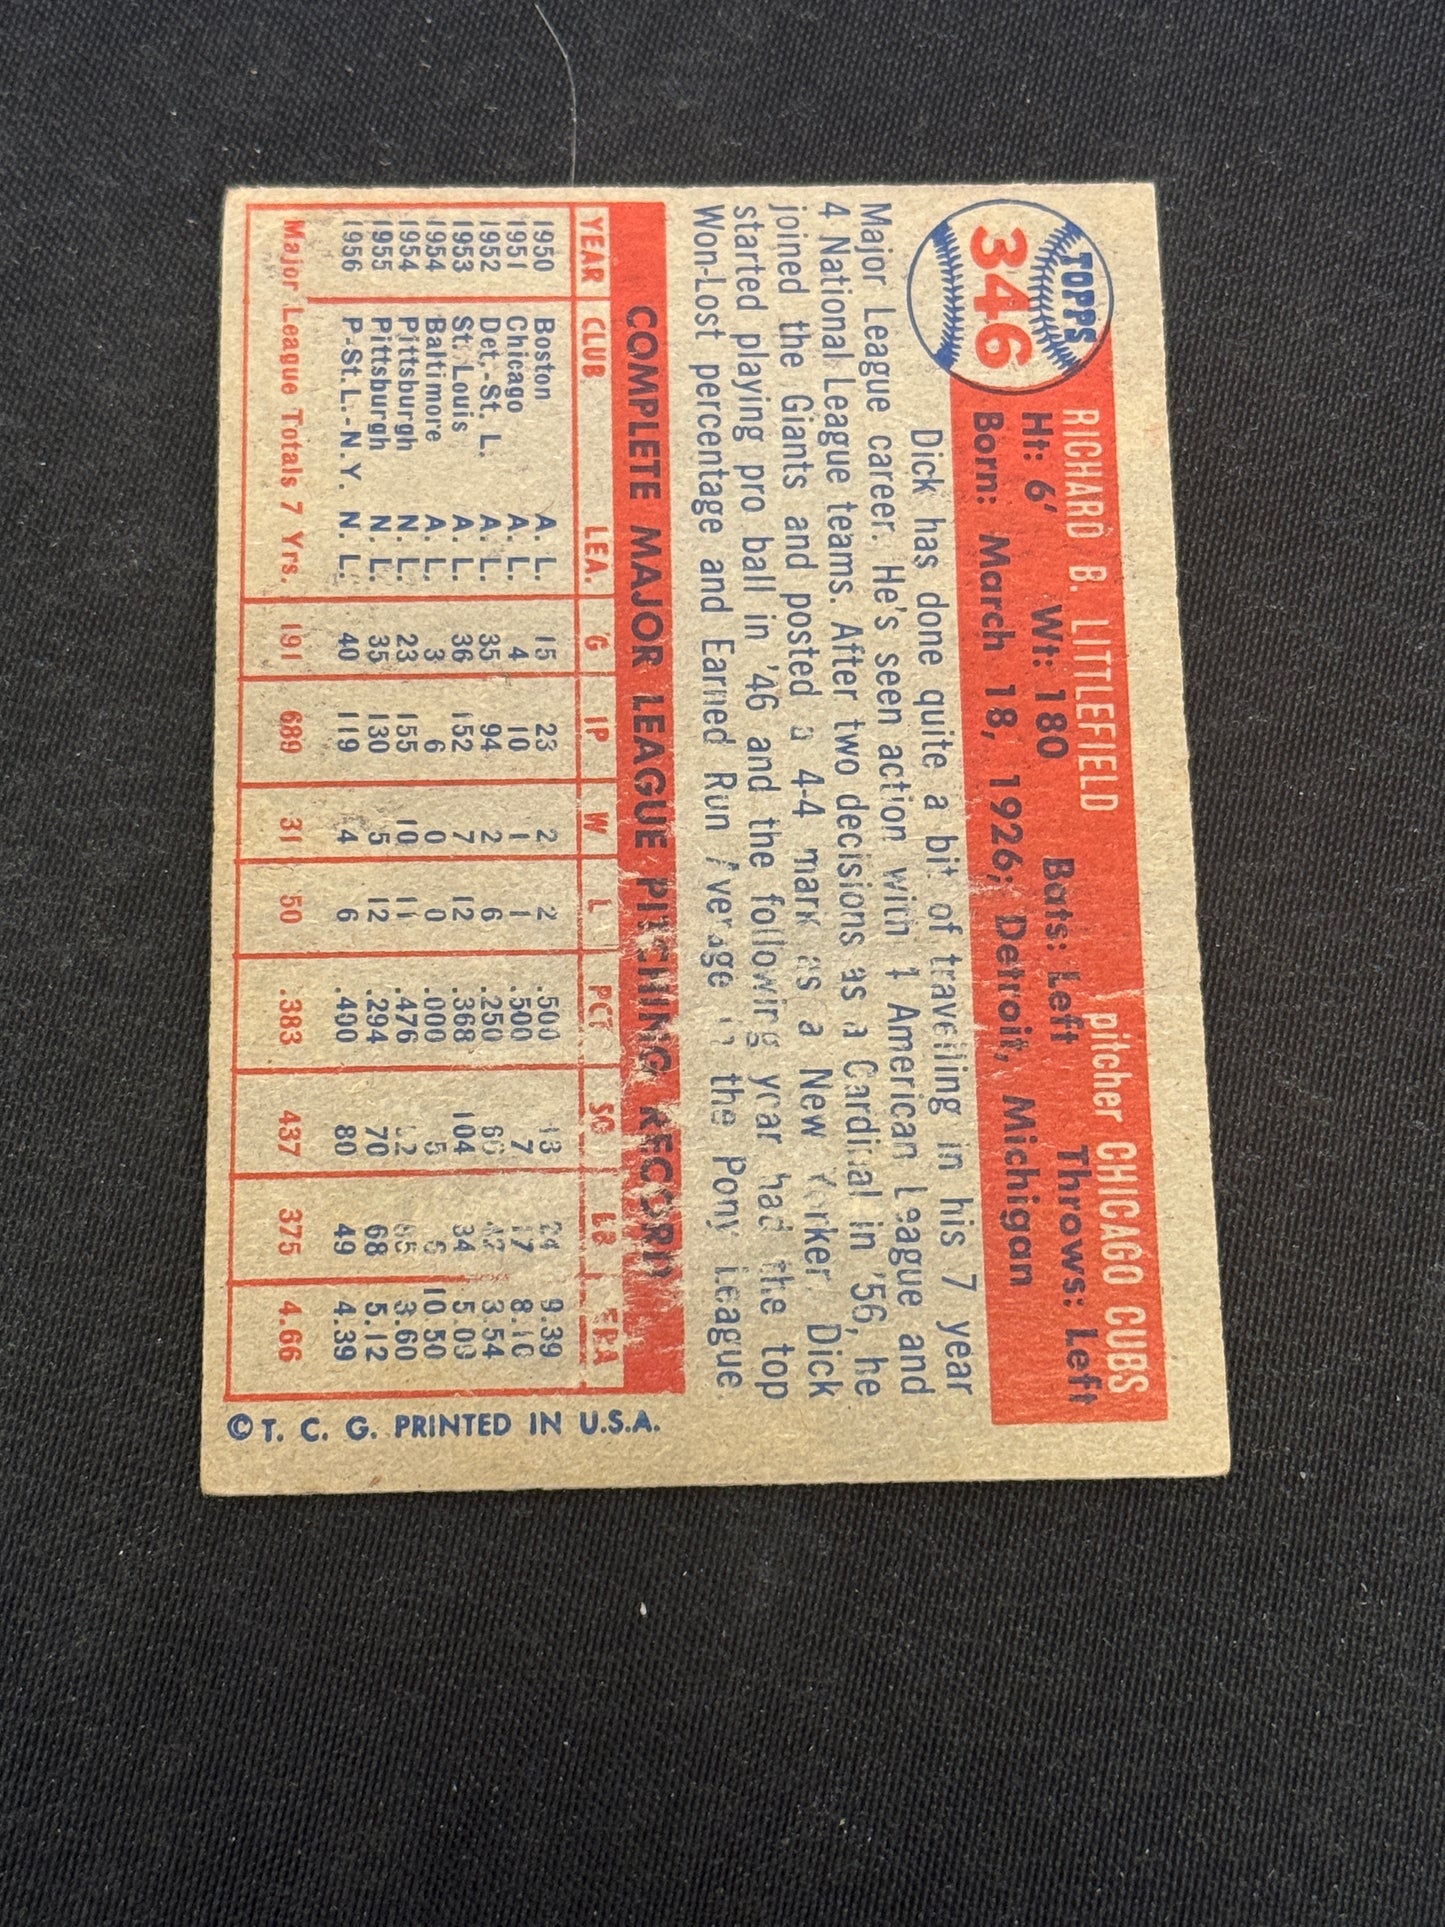 TOPPS
346
RICHARD B. LITTLEFIELD pitcher CHICAGO CUBS
Ht: 6' Wt: 180 Bats: Left Throws: Left
Born: March 18, 1926; Detroit, Michigan
Dick has done quite a bit of travelling in his 7 year
Major League career. He's seen action with 4 American League and
4 National League teams. After two decisions as a Cardinal in '56, he
joined the Giants and posted a 4-4 mark as a New Yorker. Dick
started playing pro ball in '46 and the following year had the top
Won-Lost percentage and Earned Run Average in the Pony League
COMPLETE MAJOR LEAGUE PITCHING RECORD
YEAR CLUB LEA. G IP W L PCT SO ERA
1950 Boston A. L. 15 23 2 2 .500 13 24 9.39
1951 Chicago A. L. 4 10 1 1 .500 7 17 8.10
1952 Det.-St. L. A. L. 35 94 2 6 .250 3.54
1953 St. Louis A. L. 36 152 7 12 .368 104 34 5.09
1954 Baltimore A. L. 3 6 0 0 .000 5 10.50
1954 Pittsburgh N. L. 23 155 10 11 .476 3.60
1955 Pittsburgh N. L. 35 130 5 12 .294 70 68 5.12
1956 P-St.L.-N.Y. N. L. 40 119 4 6 .400 80 49 4.39
Major League Totals 7 Yrs. 191 689 31 50 .383 437 375 4.66
© T. C. G. PRINTED IN U.S.A.